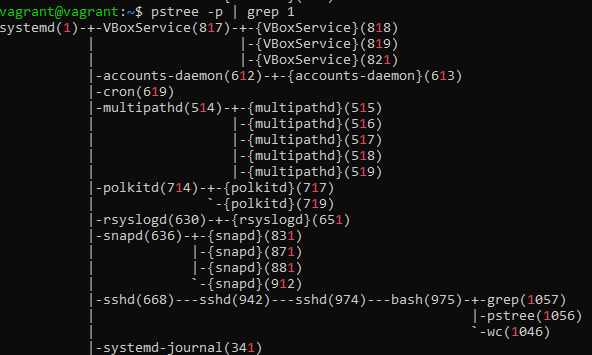 vagrant@vagrant:~$ pstree -p | grep 1
systemd(1)-+-VBoxService(817)-+-{VBoxService}(818)
           |                  |-{VBoxService}(819)
           |                  |-{VBoxService}(821)
           |-accounts-daemon(612)-+-{accounts-daemon}(613)
           |-cron(619)
           |-multipathd(514)-+-{multipathd}(515)
           |                 |-{multipathd}(516)
           |                 |-{multipathd}(517)
           |                 |-{multipathd}(518)
           |                 |-{multipathd}(519)
           |-polkitd(714)-+-{polkitd}(717)
           |              `-{polkitd}(719)
           |-rsyslogd(630)-+-{rsyslogd}(651)
           |-snapd(636)-+-{snapd}(831)
           |            |-{snapd}(871)
           |            |-{snapd}(881)
           |            `-{snapd}(912)
           |-sshd(668)---sshd(942)---sshd(974)---bash(975)-+-grep(1057)
           |                                               |-pstree(1056)
           |                                               `-wc(1046)
           |-systemd-journal(341)